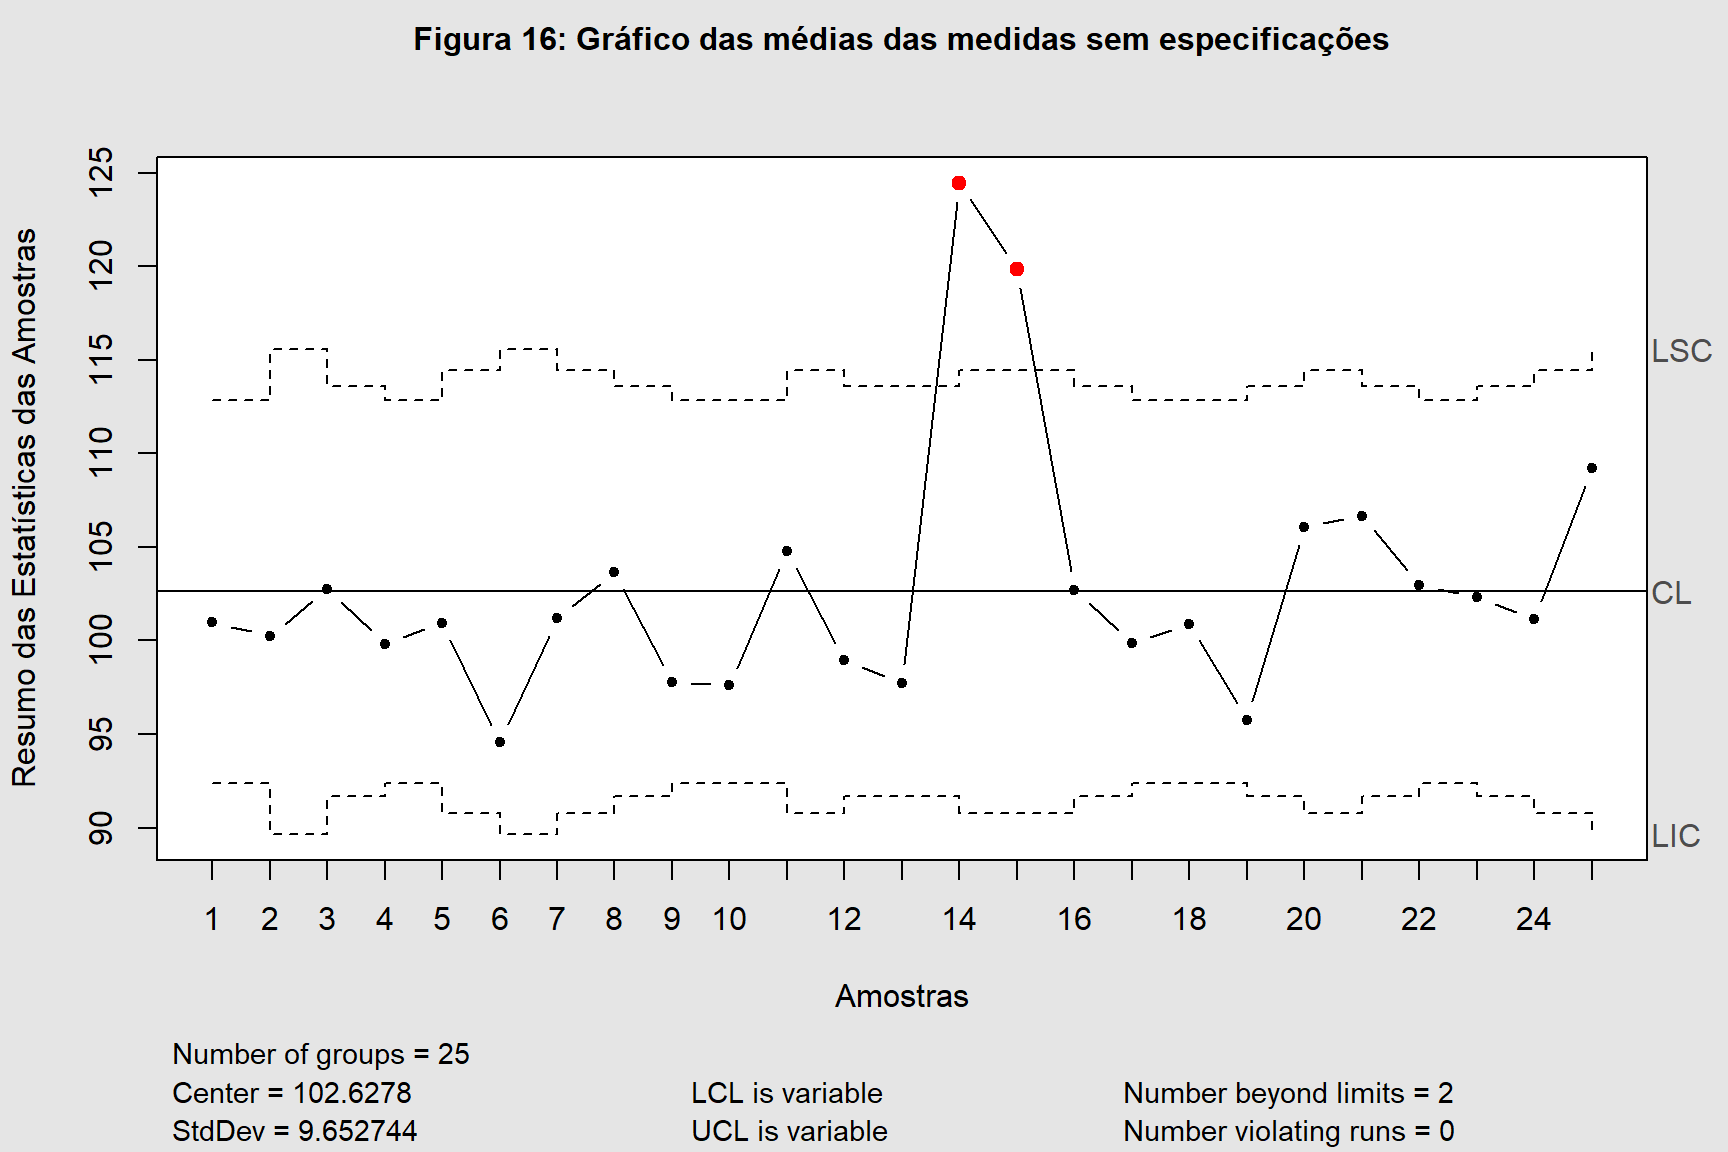 Figura 16: Gráfico das médias das medidas sem especificações
Resumo das Estatísticas das Amostras
125
120
115
110
105
100
95
90
LSC
CL
LIC
1 2 3 4 5 6 7 8 9 10 12 14 16 18 20 22 24
Amostras
Number of groups = 25
Center = 102.6278 LCL is variable Number beyond limits = 2
StdDev = 9.652744 UCL is variable Number violating runs = 0